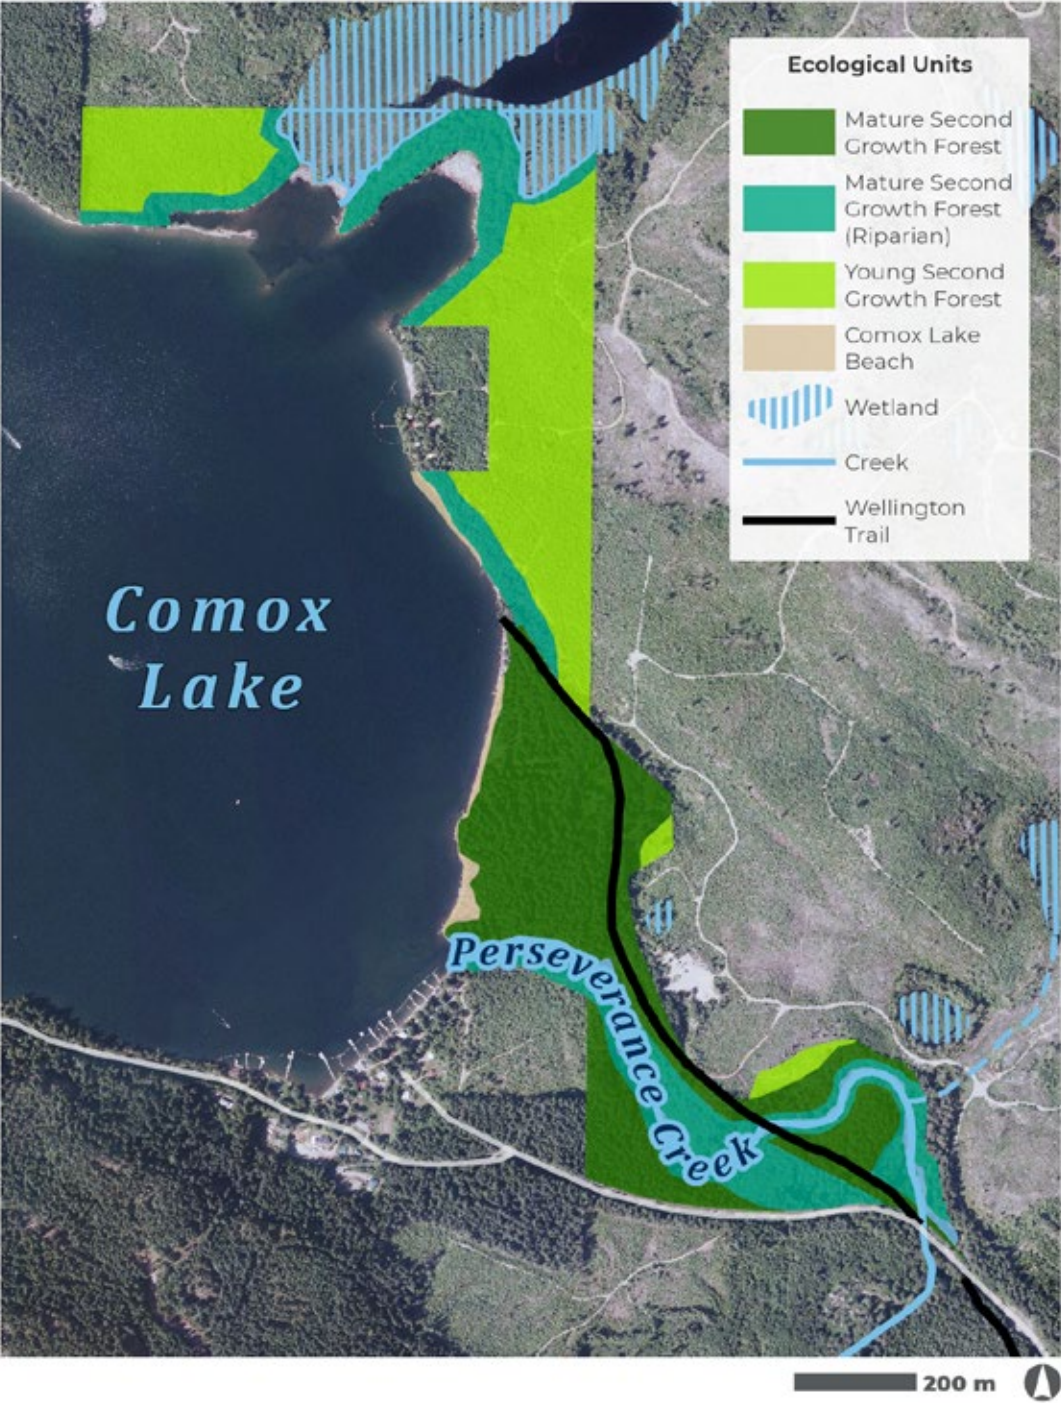 Ecological Units
Mature Second
Growth Forest
Mature Second
Growth Forest
(Riparian)
Young Second
Growth Forest
Comox Lake
Beach
Wetland
Creek
Wellington
Trail
Comox
Lake
Perseverance Creek
200 m